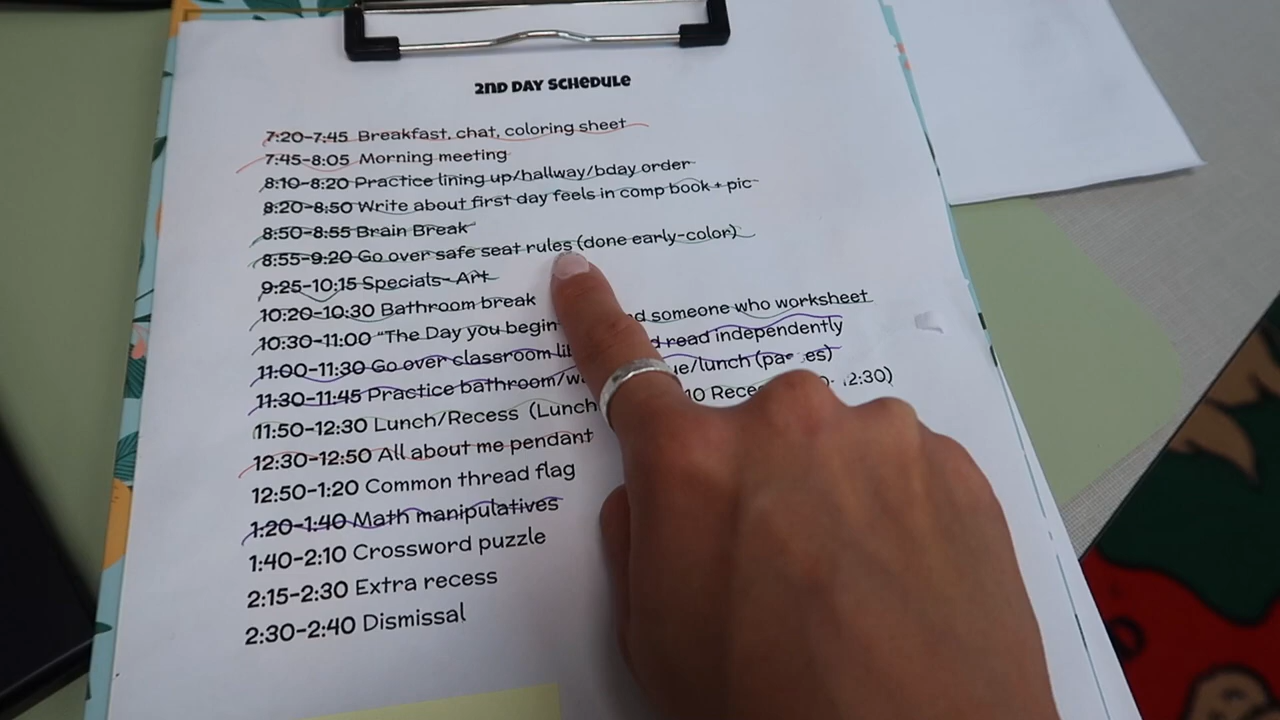 2ND DAY SCHEDULE
7:20-7:45 Breakfast, chat, coloring sheet
7:45-8:05 Morning meeting
8:10-8:20 Practice lining up/hallway/bday order
8:20-8:50 Write about first day feels in comp book + pic
8:50-8:55 Brain Break
8:55-9:20 Go over safe seat rules (done early-color)
9:25-10:15 Specials- Art
10:20-10:30 Bathroom break
10:30-11:00 "The Day you begin someone who worksheet
11:00-11:30 Go over classroom read independently
11:30-11:45 Practice bathroom/ /lunch
11:50-12:30 Lunch/Recess (Lunch 2:30)
12:30-12:50 All about me pendant
12:50-1:20 Common thread flag
1:20-1:40 Math manipulatives
1:40-2:10 Crossword puzzle
2:15-2:30 Extra recess
2:30-2:40 Dismissal